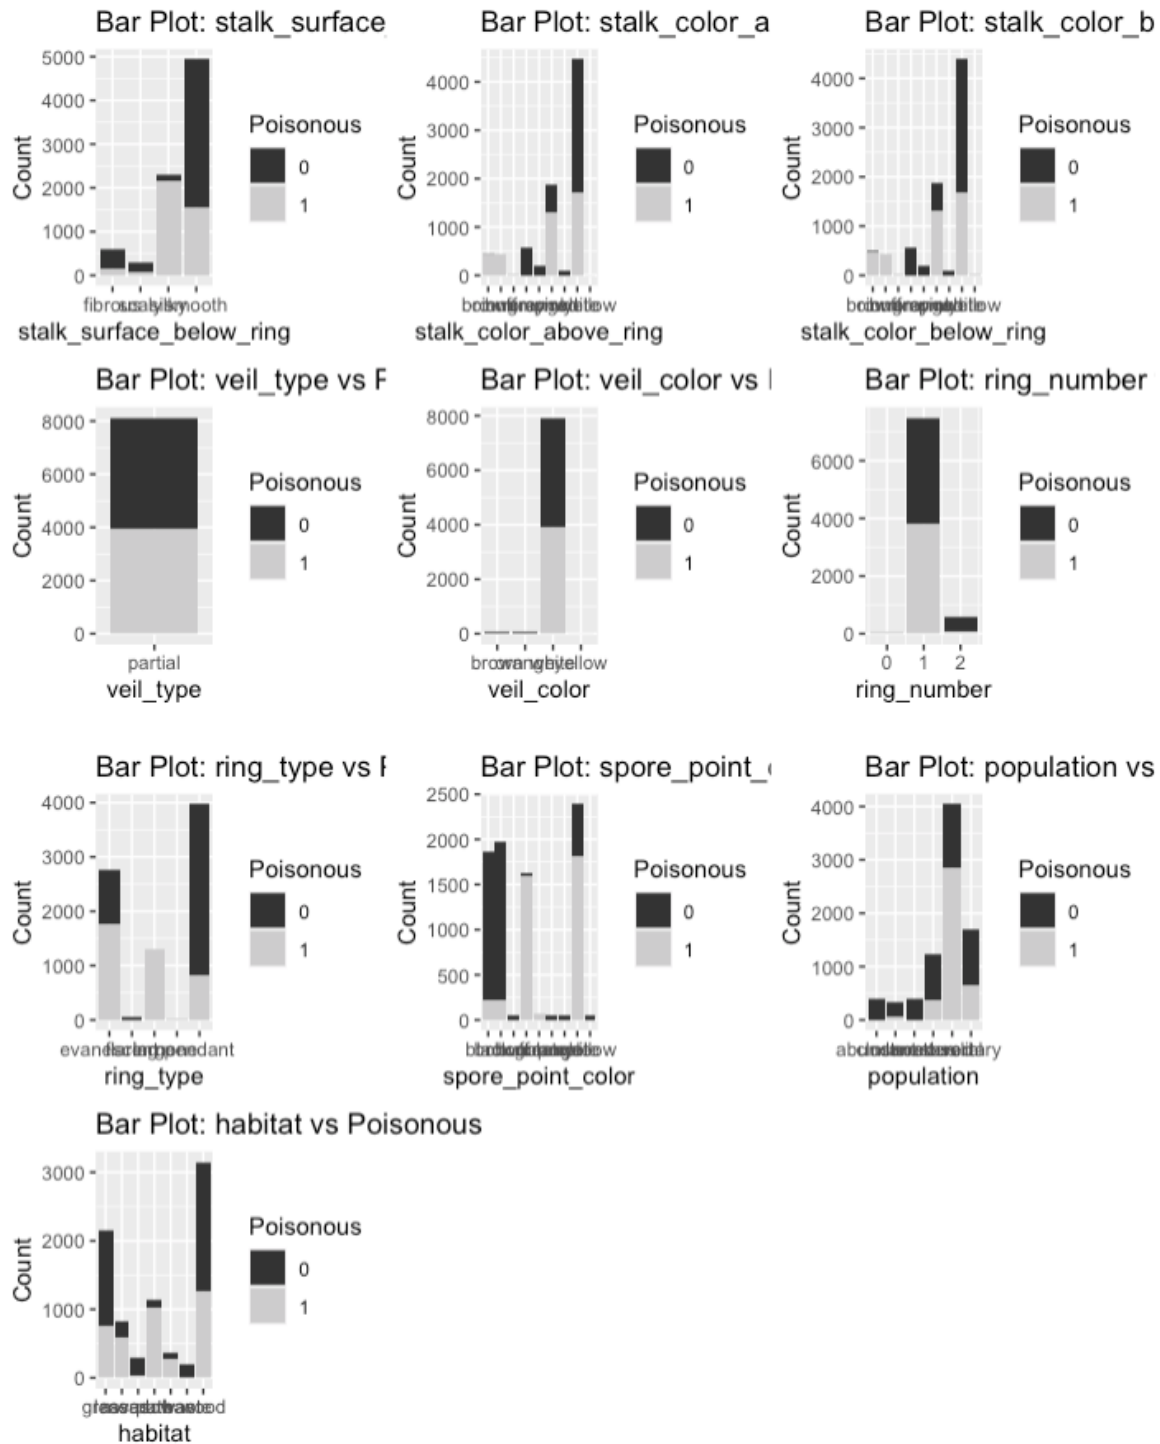 Bar Plot: stalk_surface_
Count
5000
4000
3000
2000
1000
0
stalk_surface_below_ring
Poisonous
0
1
Bar Plot: stalk_color_a
Count
4000
3000
2000
1000
0
stalk_color_above_ring
Poisonous
0
1
Bar Plot: stalk_color_b
Count
4000
3000
2000
1000
0
stalk_color_below_ring
Poisonous
0
1
Bar Plot: veil_type vs
Count
8000
6000
4000
2000
0
partial
veil_type
Poisonous
0
1
Bar Plot: veil_color vs
Count
8000
6000
4000
2000
0
veil_color
Poisonous
0
1
Bar Plot: ring_number
Count
6000
4000
2000
0
0 1 2
ring_number
Poisonous
0
1
Bar Plot: ring_type vs
Count
4000
3000
2000
1000
0
ring_type
Poisonous
0
1
Bar Plot: spore_point_
Count
2500
2000
1500
1000
500
0
spore_point_color
Poisonous
0
1
Bar Plot: population vs
Count
4000
3000
2000
1000
0
population
Poisonous
0
1
Bar Plot: habitat vs Poisonous
Count
3000
2000
1000
0
habitat
Poisonous
0
1